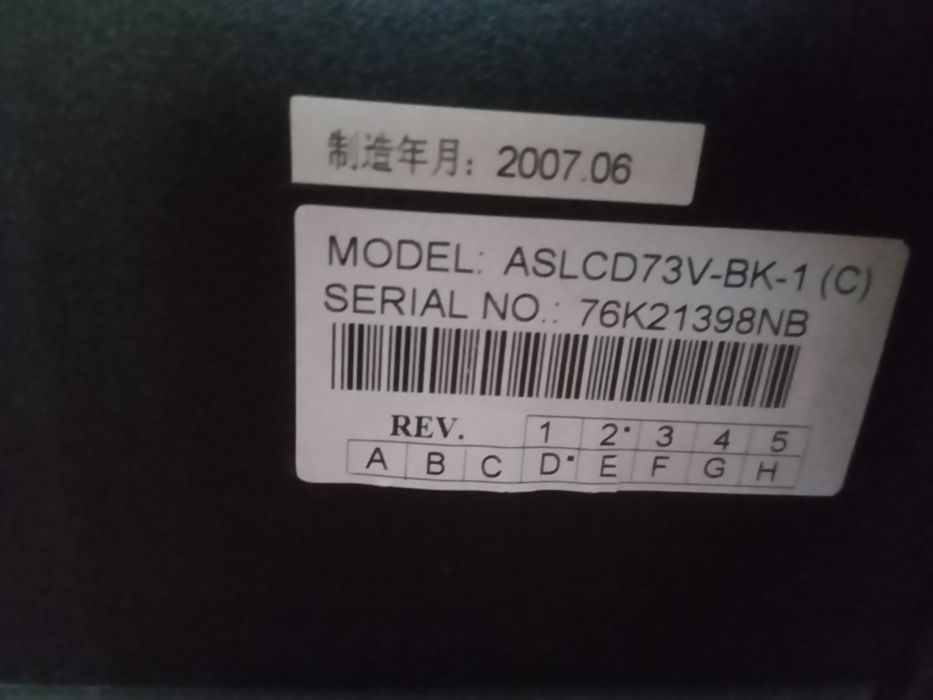 制造年月: 2007.06
MODEL: ASLCD73V-BK-1 (C)
SERIAL NO.: 76K21398NB
REV. 1 2▪ 3 4 5
A B C D▪ E F G H